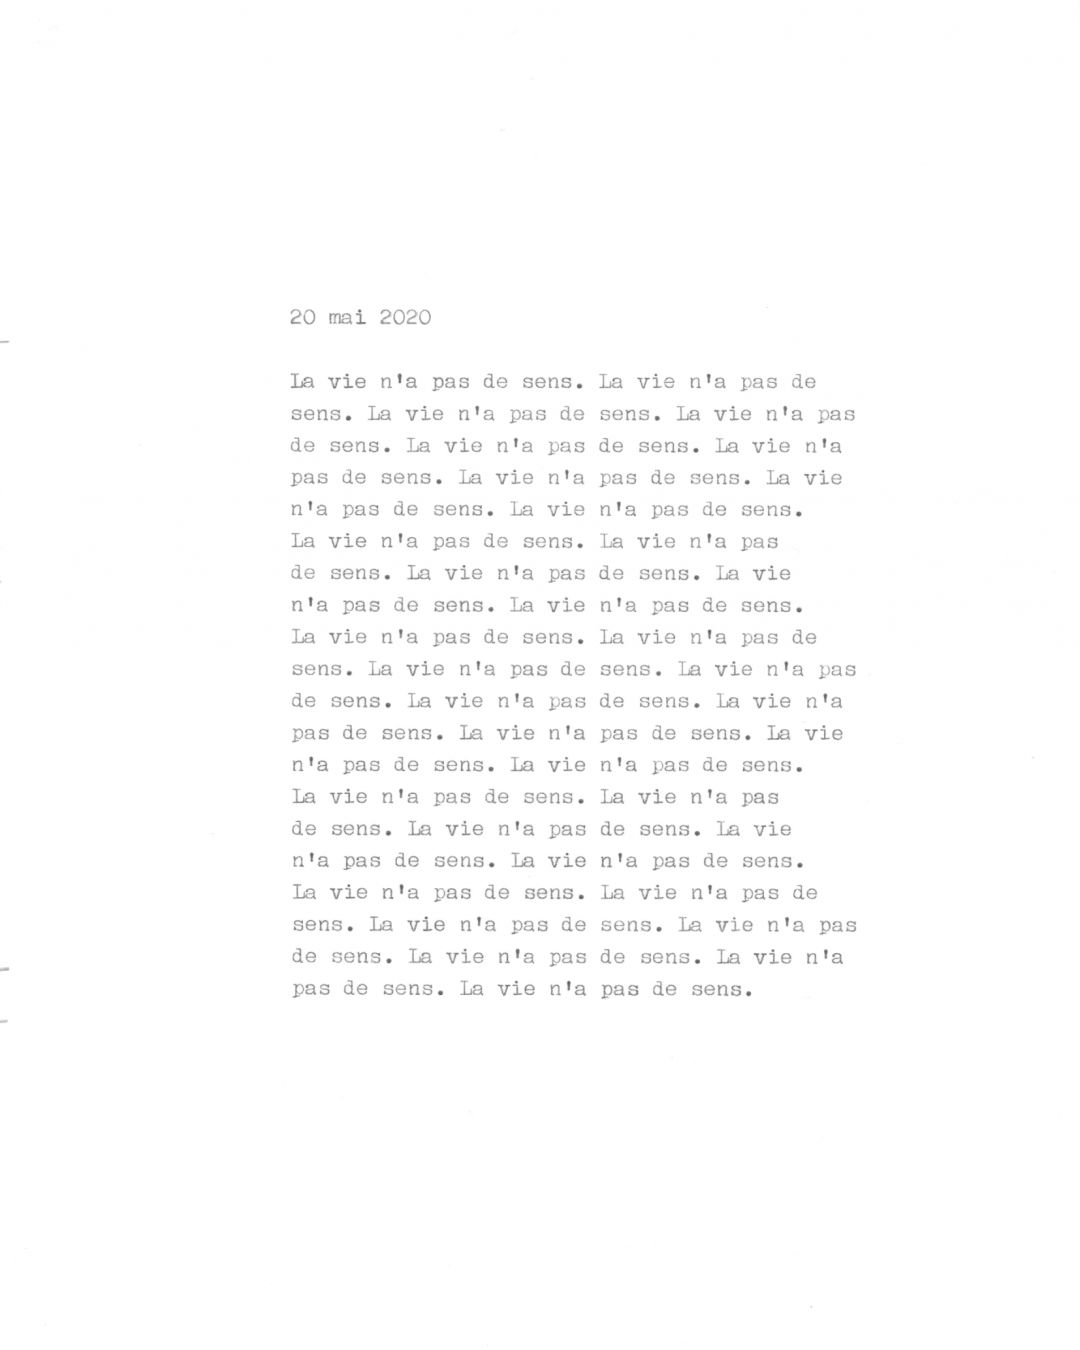 20 mai 2020
La vie n'a pas de sens. La vie n'a pas de
sens. La vie n'a pas de sens. La vie n'a pas
de sens. La vie n'a pas de sens. La vie n'a
pas de sens. La vie n'a pas de sens. La vie
n'a pas de sens. La vie n'a pas de sens.
La vie n'a pas de sens. La vie n'a pas
de sens. La vie n'a pas de sens. La vie
n'a pas de sens. La vie n'a pas de sens.
La vie n'a pas de sens. La vie n'a pas de
sens. La vie n'a pas de sens. La vie n'a pas
de sens. La vie n'a pas de sens. La vie n'a
pas de sens. La vie n'a pas de sens. La vie
n'a pas de sens. La vie n'a pas de sens.
La vie n'a pas de sens. La vie n'a pas
de sens. La vie n'a pas de sens. La vie
n'a pas de sens. La vie n'a pas de sens.
La vie n'a pas de sens. La vie n'a pas de
sens. La vie n'a pas de sens. La vie n'a pas
de sens. La vie n'a pas de sens. La vie n'a
pas de sens. La vie n'a pas de sens.